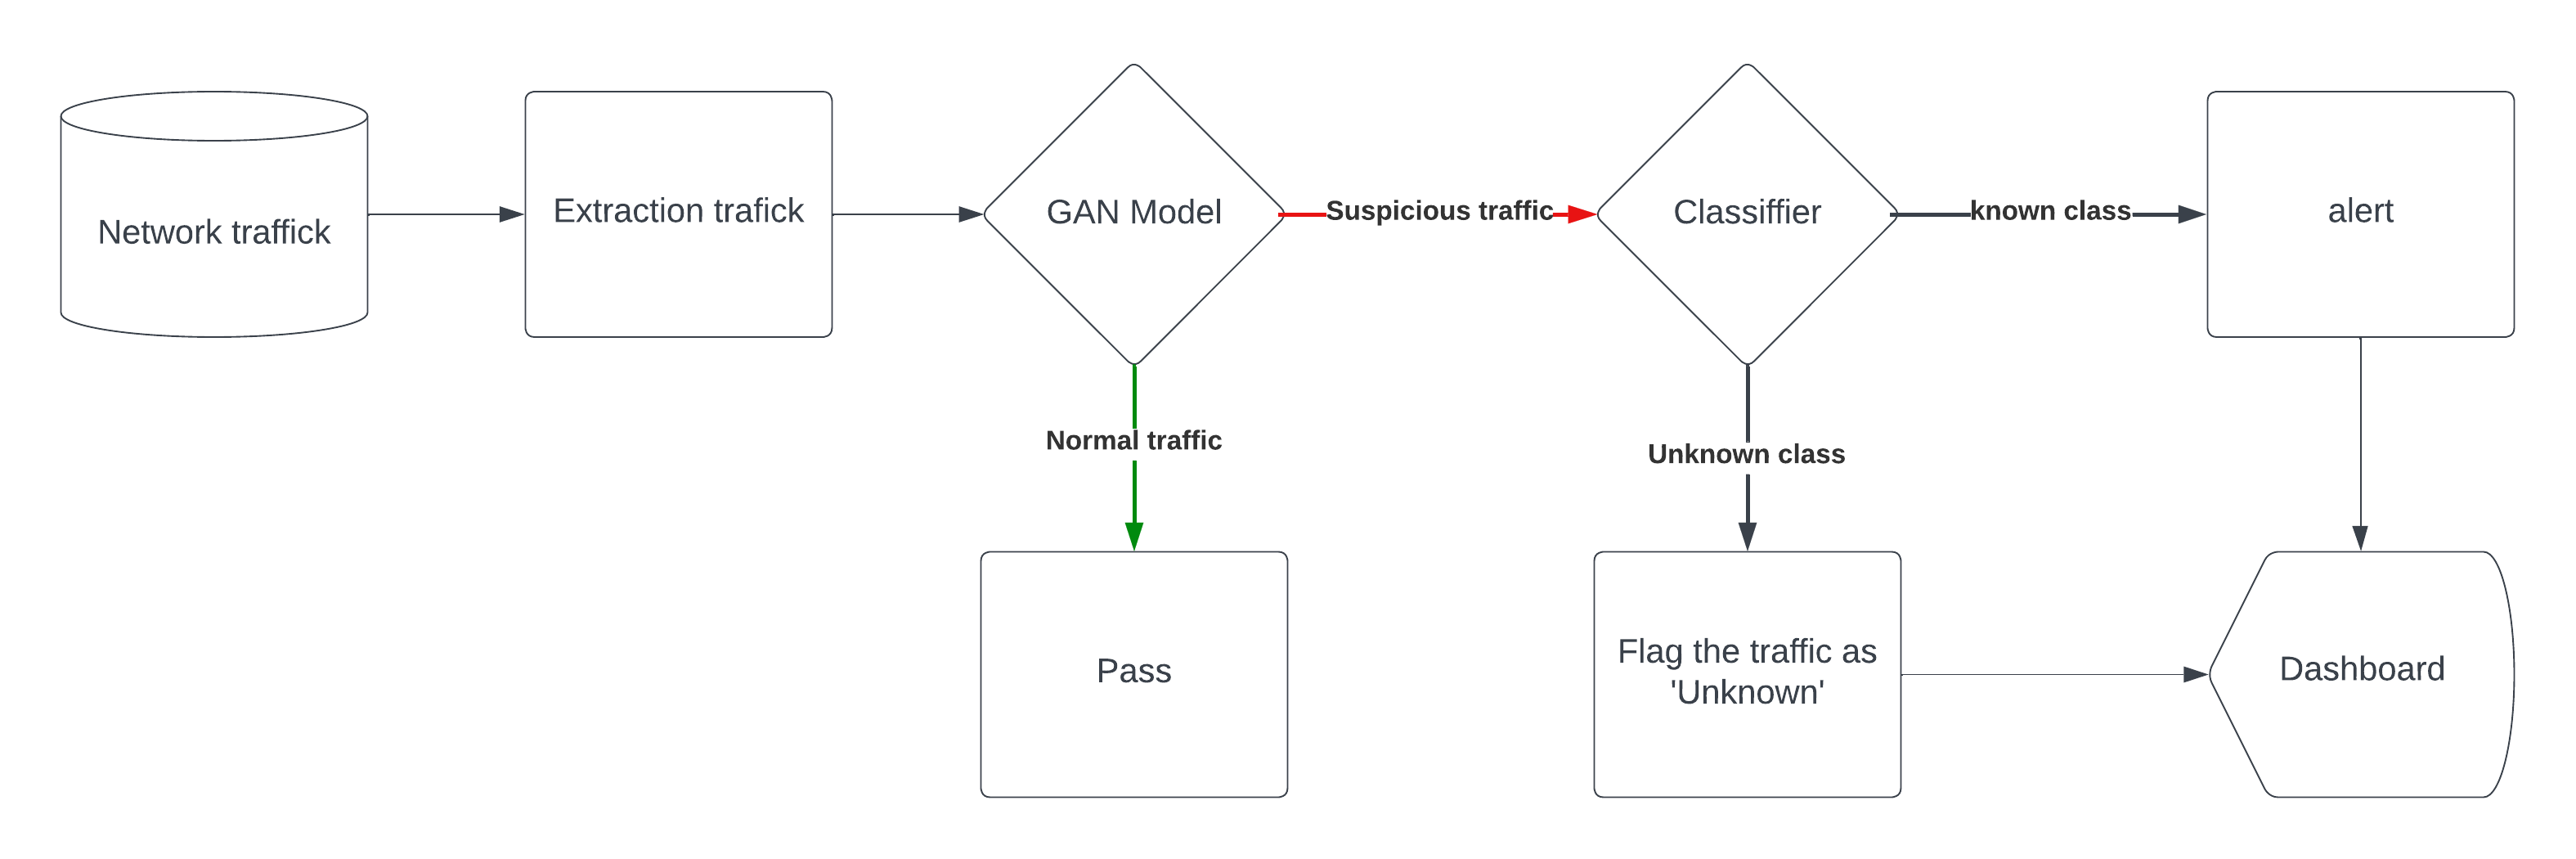 Network traffick
Extraction trafick
GAN Model
Suspicious traffic
Classiffier
known class
alert
Normal traffic
Unknown class
Pass
Flag the traffic as
'Unknown'
Dashboard